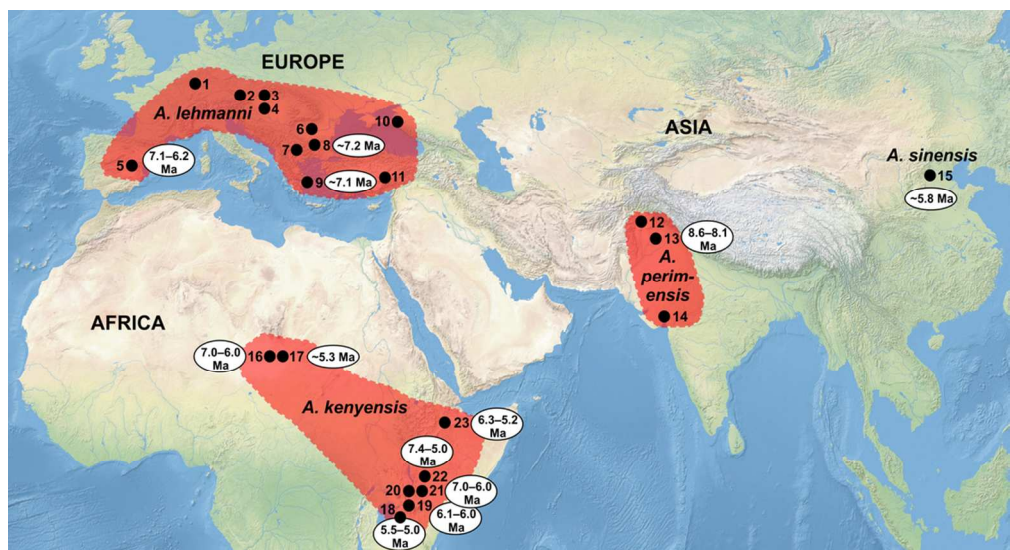 EUROPE
1
2
3
4
A. lehmanni
5
7.1–6.2
Ma
6
7
8
~7.2 Ma
9
~7.1 Ma
10
11
ASIA
A. sinensis
15
~5.8 Ma
12
13
8.6–8.1
Ma
A.
perim-
ensis
14
AFRICA
7.0–6.0
Ma
16
17
~5.3 Ma
A. kenyensis
23
6.3–5.2
Ma
7.4–5.0
Ma
22
20
21
7.0–6.0
Ma
18
19
6.1–6.0
Ma
5.5–5.0
Ma